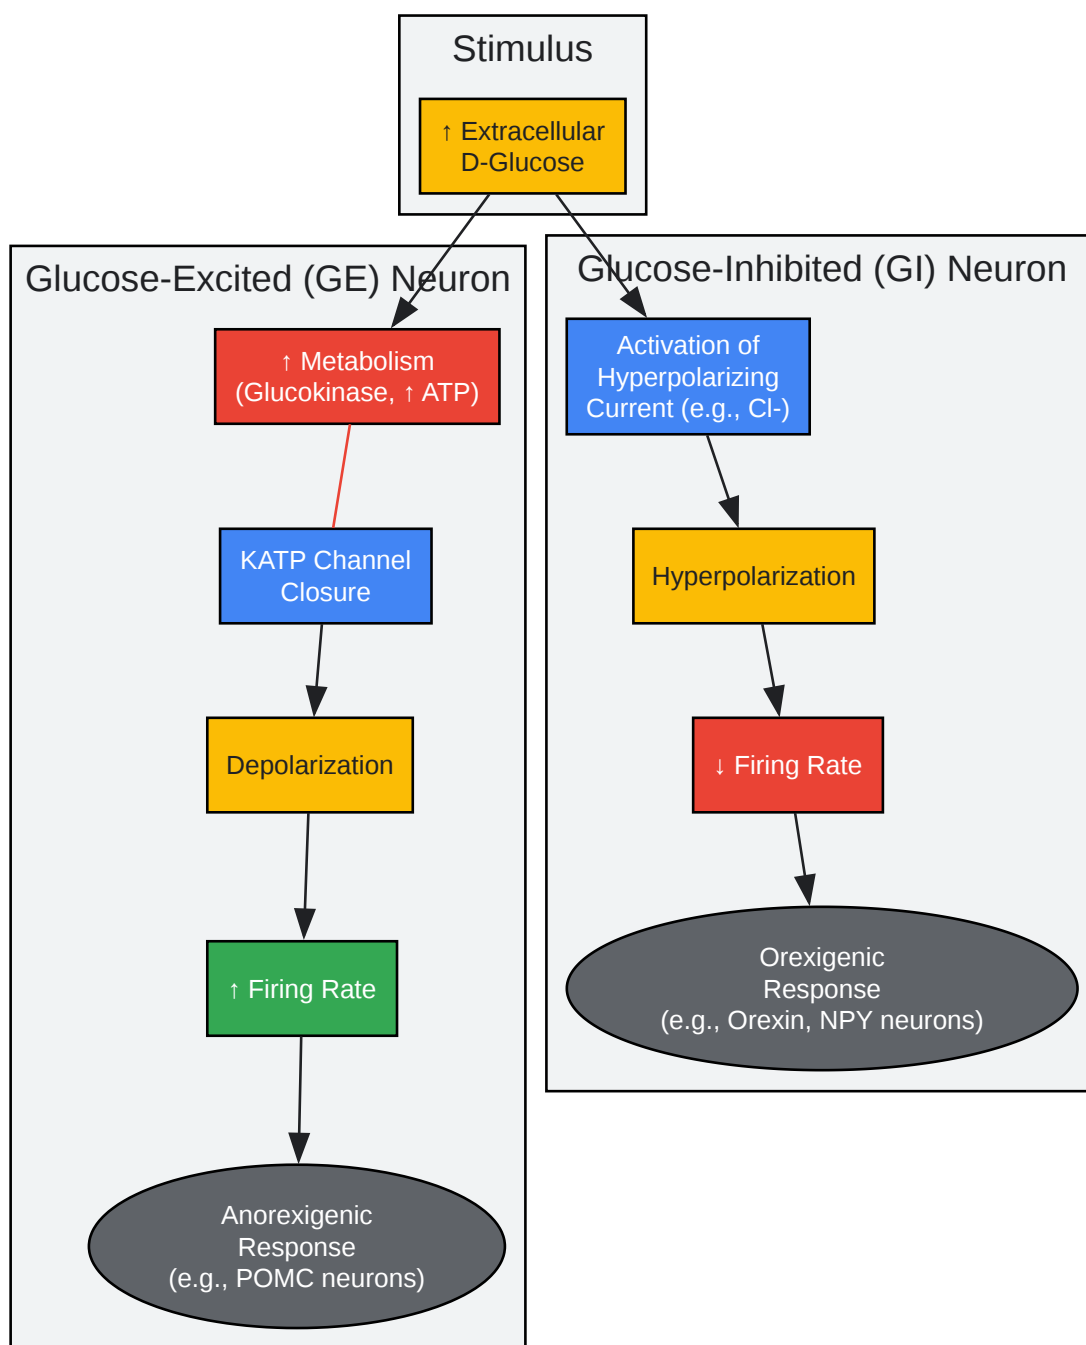 Stimulus
↑ Extracellular
D-Glucose
Glucose-Excited (GE) Neuron
↑ Metabolism
(Glucokinase, ↑ ATP)
KATP Channel
Closure
Depolarization
↑ Firing Rate
Anorexigenic
Response
(e.g., POMC neurons)
Glucose-Inhibited (GI) Neuron
Activation of
Hyperpolarizing
Current (e.g., Cl-)
Hyperpolarization
↓ Firing Rate
Orexigenic
Response
(e.g., Orexin, NPY neurons)